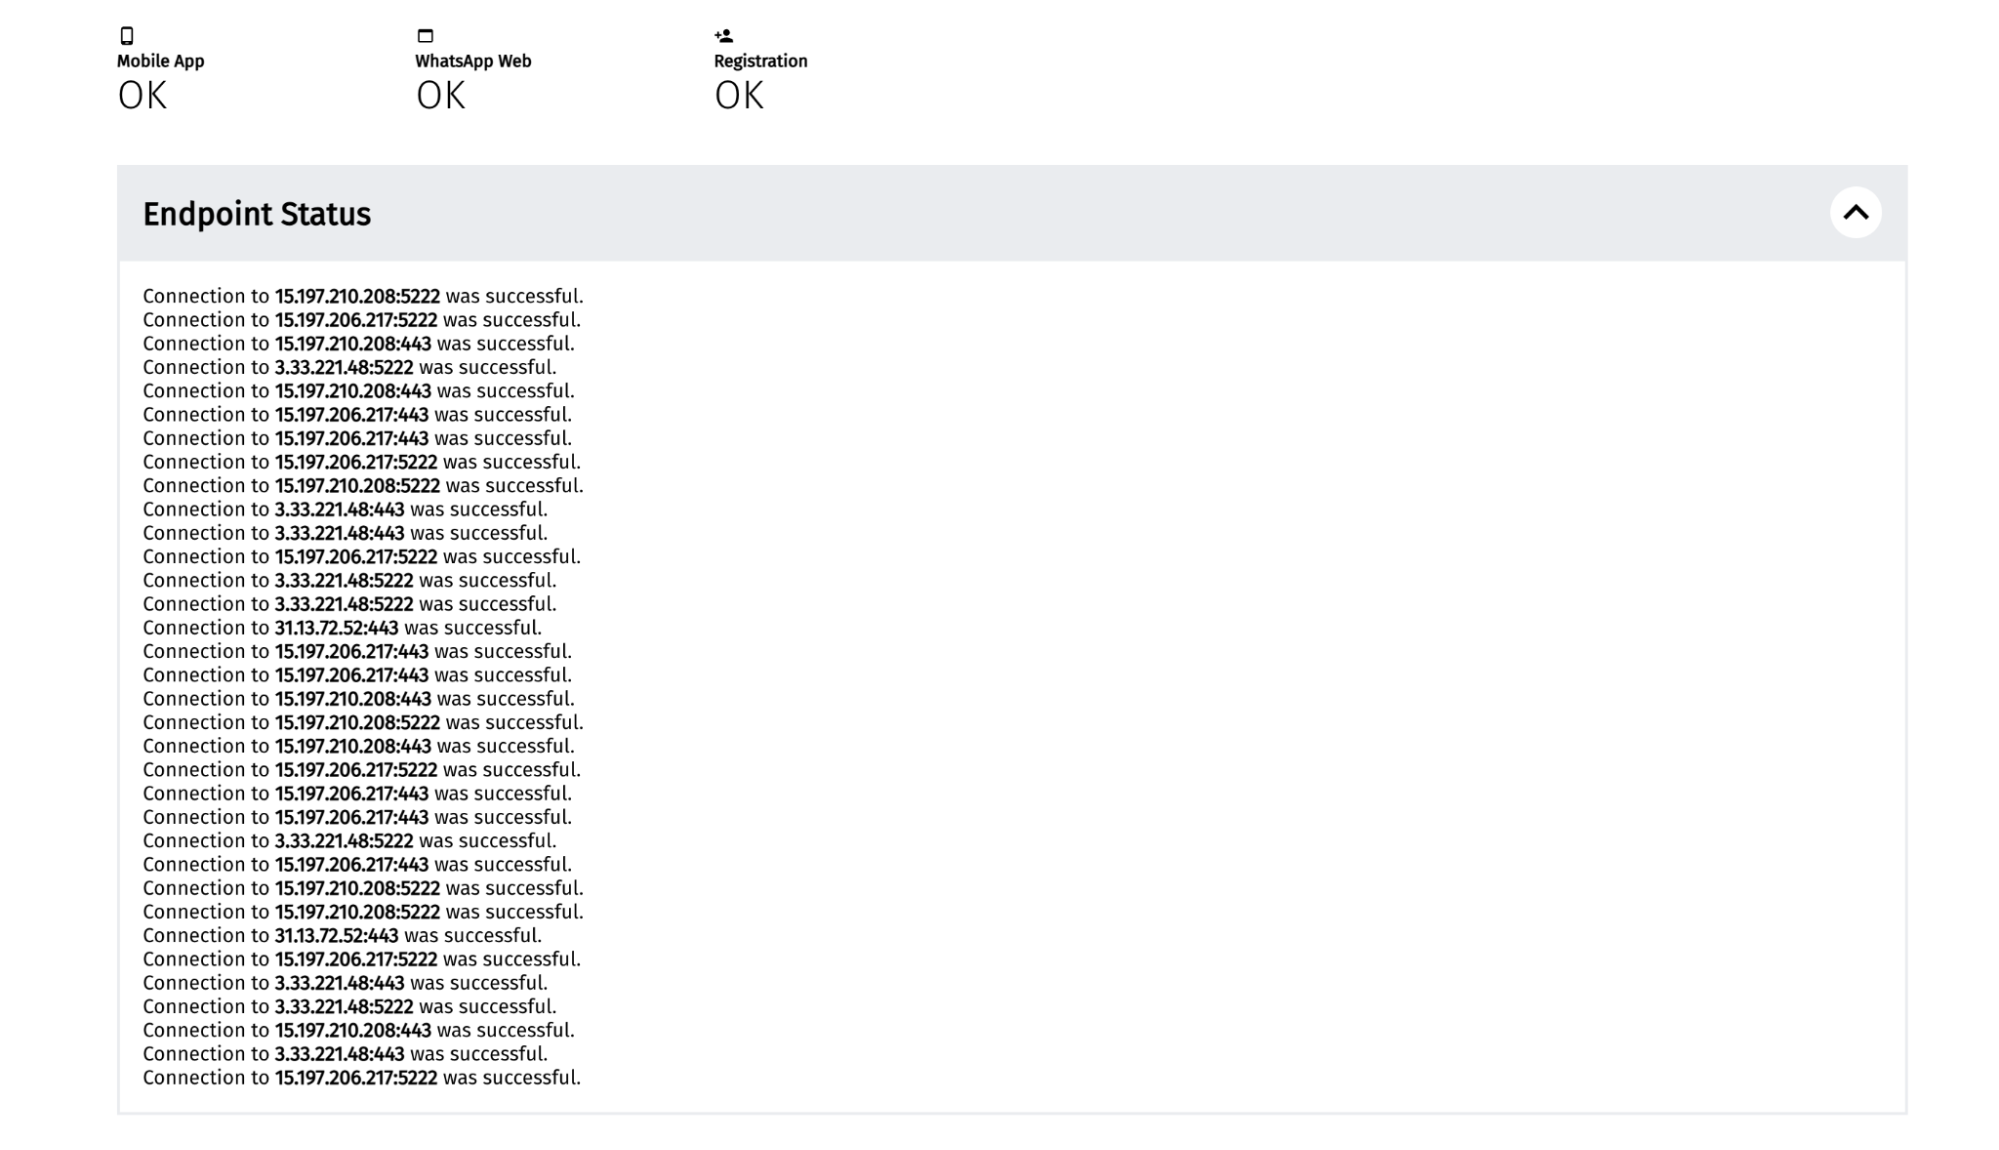 Mobile App
OK
WhatsApp Web
OK
Registration
OK
Endpoint Status
Connection to 15.197.210.208:5222 was successful.
Connection to 15.197.206.217:5222 was successful.
Connection to 15.197.210.208:443 was successful.
Connection to 3.33.221.48:5222 was successful.
Connection to 15.197.210.208:443 was successful.
Connection to 15.197.206.217:443 was successful.
Connection to 15.197.206.217:443 was successful.
Connection to 15.197.206.217:5222 was successful.
Connection to 15.197.210.208:5222 was successful.
Connection to 3.33.221.48:443 was successful.
Connection to 3.33.221.48:443 was successful.
Connection to 15.197.206.217:5222 was successful.
Connection to 3.33.221.48:5222 was successful.
Connection to 3.33.221.48:5222 was successful.
Connection to 31.13.72.52:443 was successful.
Connection to 15.197.206.217:443 was successful.
Connection to 15.197.206.217:443 was successful.
Connection to 15.197.210.208:443 was successful.
Connection to 15.197.210.208:5222 was successful.
Connection to 15.197.210.208:443 was successful.
Connection to 15.197.206.217:5222 was successful.
Connection to 15.197.206.217:443 was successful.
Connection to 15.197.206.217:443 was successful.
Connection to 3.33.221.48:5222 was successful.
Connection to 15.197.206.217:443 was successful.
Connection to 15.197.210.208:5222 was successful.
Connection to 15.197.210.208:5222 was successful.
Connection to 31.13.72.52:443 was successful.
Connection to 15.197.206.217:5222 was successful.
Connection to 3.33.221.48:443 was successful.
Connection to 3.33.221.48:5222 was successful.
Connection to 15.197.210.208:443 was successful.
Connection to 3.33.221.48:443 was successful.
Connection to 15.197.206.217:5222 was successful.